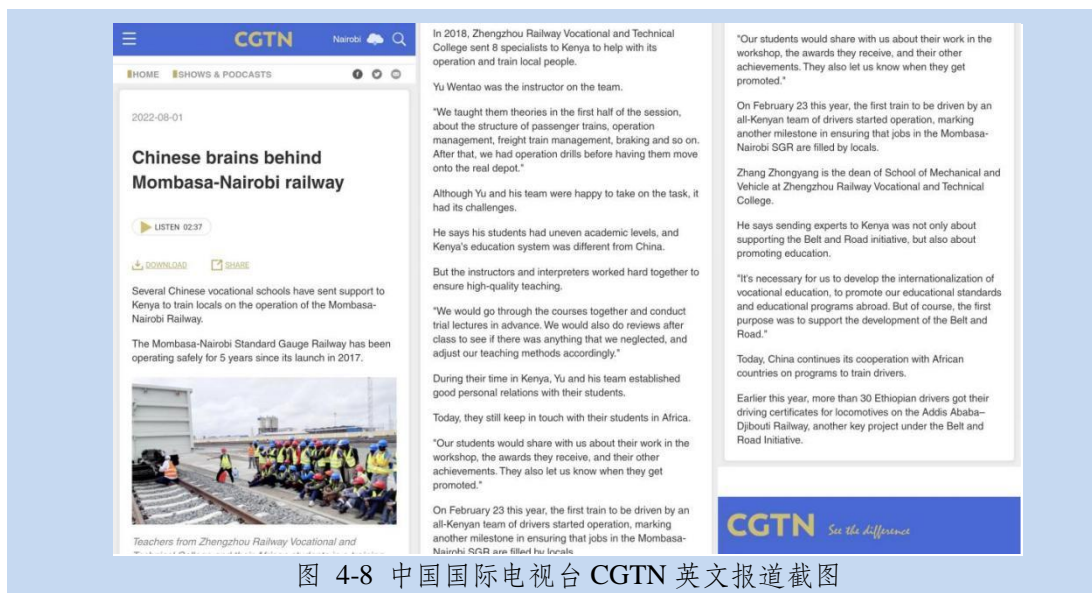 CGTN
Nairobi
HOME SHOWS & PODCASTS
2022-08-01
Chinese brains behind
Mombasa-Nairobi railway
LISTEN 02:37
DOWNLOAD SHARE
Several Chinese vocational schools have sent support to
Kenya to train locals on the operation of the Mombasa-
Nairobi Railway.
The Mombasa-Nairobi Standard Gauge Railway has been
operating safely for 5 years since its launch in 2017.
Teachers from Zhengzhou Railway Vocational and
In 2018, Zhengzhou Railway Vocational and Technical
College sent 8 specialists to Kenya to help with its
operation and train local people.
Yu Wentao was the instructor on the team.
"We taught them theories in the first half of the session,
about the structure of passenger trains, operation
management, freight train management, braking and so on.
After that, we had operation drills before having them move
onto the real depot."
Although Yu and his team were happy to take on the task, it
had its challenges.
He says his students had uneven academic levels, and
Kenya's education system was different from China.
But the instructors and interpreters worked hard together to
ensure high-quality teaching.
"We would go through the courses together and conduct
trial lectures in advance. We would also do reviews after
class to see if there was anything that we neglected, and
adjust our teaching methods accordingly."
During their time in Kenya, Yu and his team established
good personal relations with their students.
Today, they still keep in touch with their students in Africa.
"Our students would share with us about their work in the
workshop, the awards they receive, and their other
achievements. They also let us know when they get
promoted."
On February 23 this year, the first train to be driven by an
all-Kenyan team of drivers started operation, marking
another milestone in ensuring that jobs in the Mombasa-
Nairobi SGR are filled by locals
"Our students would share with us about their work in the
workshop, the awards they receive, and their other
achievements. They also let us know when they get
promoted."
On February 23 this year, the first train to be driven by an
all-Kenyan team of drivers started operation, marking
another milestone in ensuring that jobs in the Mombasa-
Nairobi SGR are filled by locals.
Zhang Zhongyang is the dean of School of Mechanical and
Vehicle at Zhengzhou Railway Vocational and Technical
College.
He says sending experts to Kenya was not only about
supporting the Belt and Road initiative, but also about
promoting education.
"It's necessary for us to develop the internationalization of
vocational education, to promote our educational standards
and educational programs abroad. But of course, the first
purpose was to support the development of the Belt and
Road."
Today, China continues its cooperation with African
countries on programs to train drivers.
Earlier this year, more than 30 Ethiopian drivers got their
driving certificates for locomotives on the Addis Ababa–
Djibouti Railway, another key project under the Belt and
Road Initiative.
CGTN See the difference
图 4-8 中国国际电视台 CGTN 英文报道截图